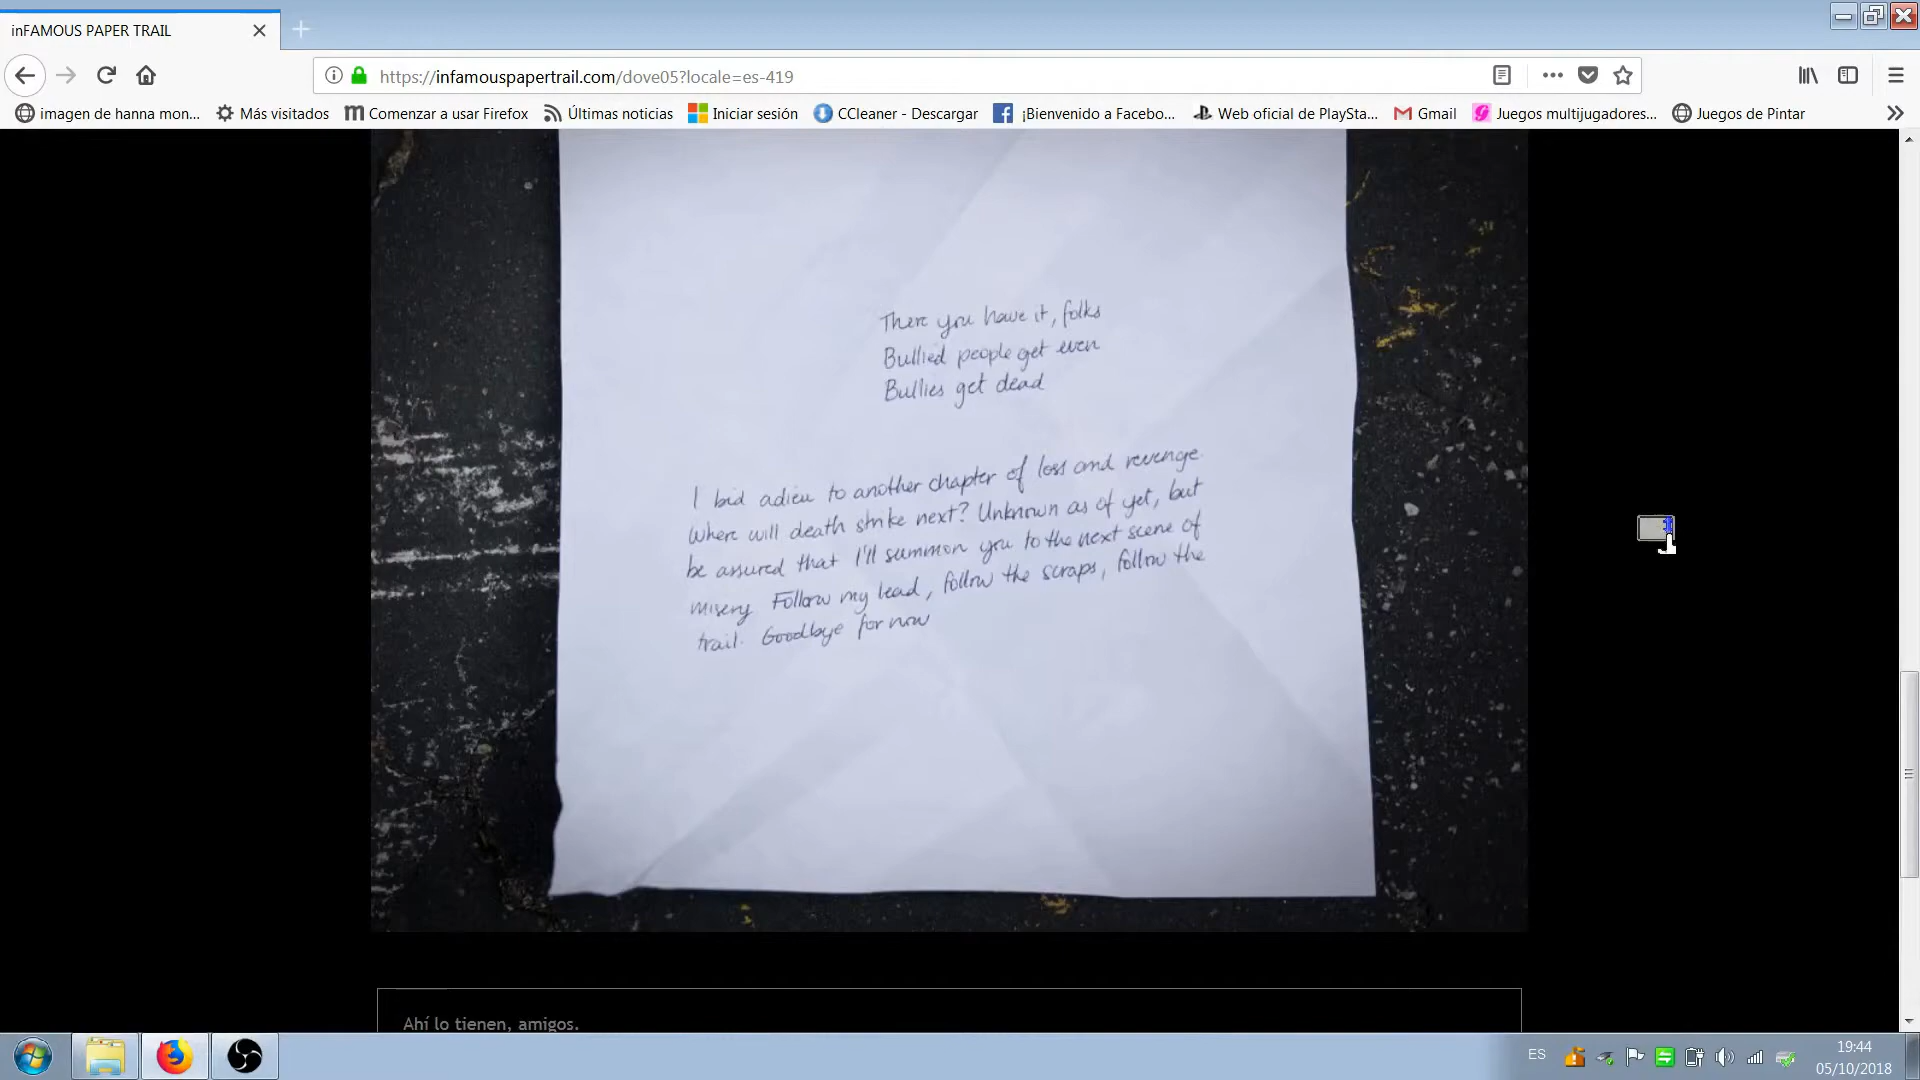 inFAMOUS PAPER TRAIL
https://infamouspapertrail.com/dove05?locale=es-419
imagen de hanna mon...
Más visitados
Comenzar a usar Firefox
Últimas noticias
Iniciar sesión
CCleaner - Descargar
¡Bienvenido a Facebo...
Web oficial de PlaySta...
Gmail
Juegos multijugadores...
Juegos de Pintar
There you have it, folks
Bullied people get even
Bullies get dead
I bid adieu to another chapter of loss and revenge.
Where will death strike next? Unknown as of yet, but
be assured that I'll summon you to the next scene of
misery. Follow my lead, follow the scraps, follow the
trail. Goodbye for now
Ahí lo tienen, amigos.
ES
19:44
05/10/2018